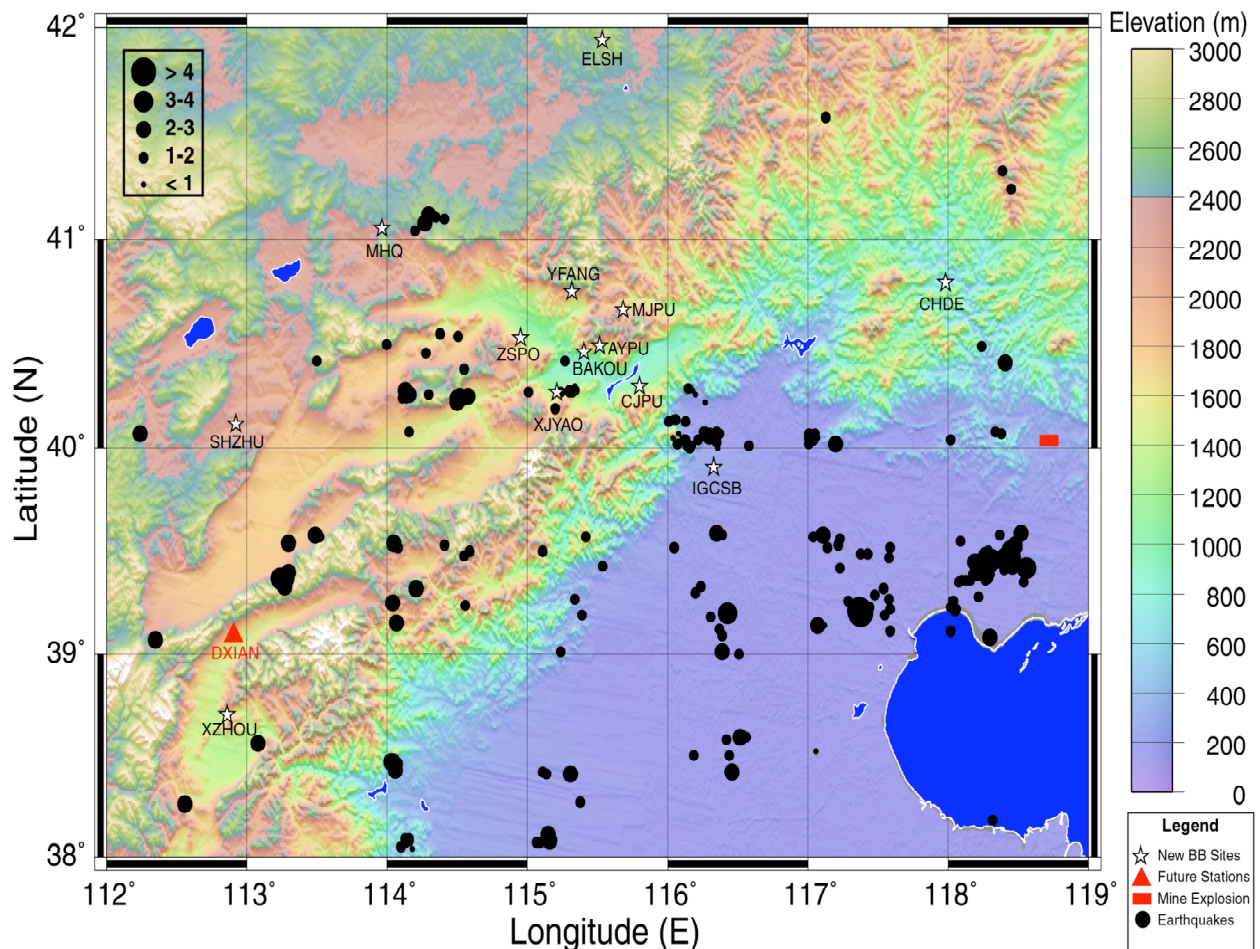 Elevation (m)
42°
41°
40°
39°
38°
Latitude (N)
> 4
3-4
2-3
1-2
< 1
ELSH
MHQ
YFANG
MJPU
CHDE
ZSPO
AYPU
BAKOU
CJPU
XJYAO
SHZHU
IGCSB
DXIAN
XZHOU
3000
2800
2600
2400
2200
2000
1800
1600
1400
1200
1000
800
600
400
200
0
112°
113°
114°
115°
116°
117°
118°
119°
Longitude (E)
Legend
New BB Sites
Future Stations
Mine Explosion
Earthquakes